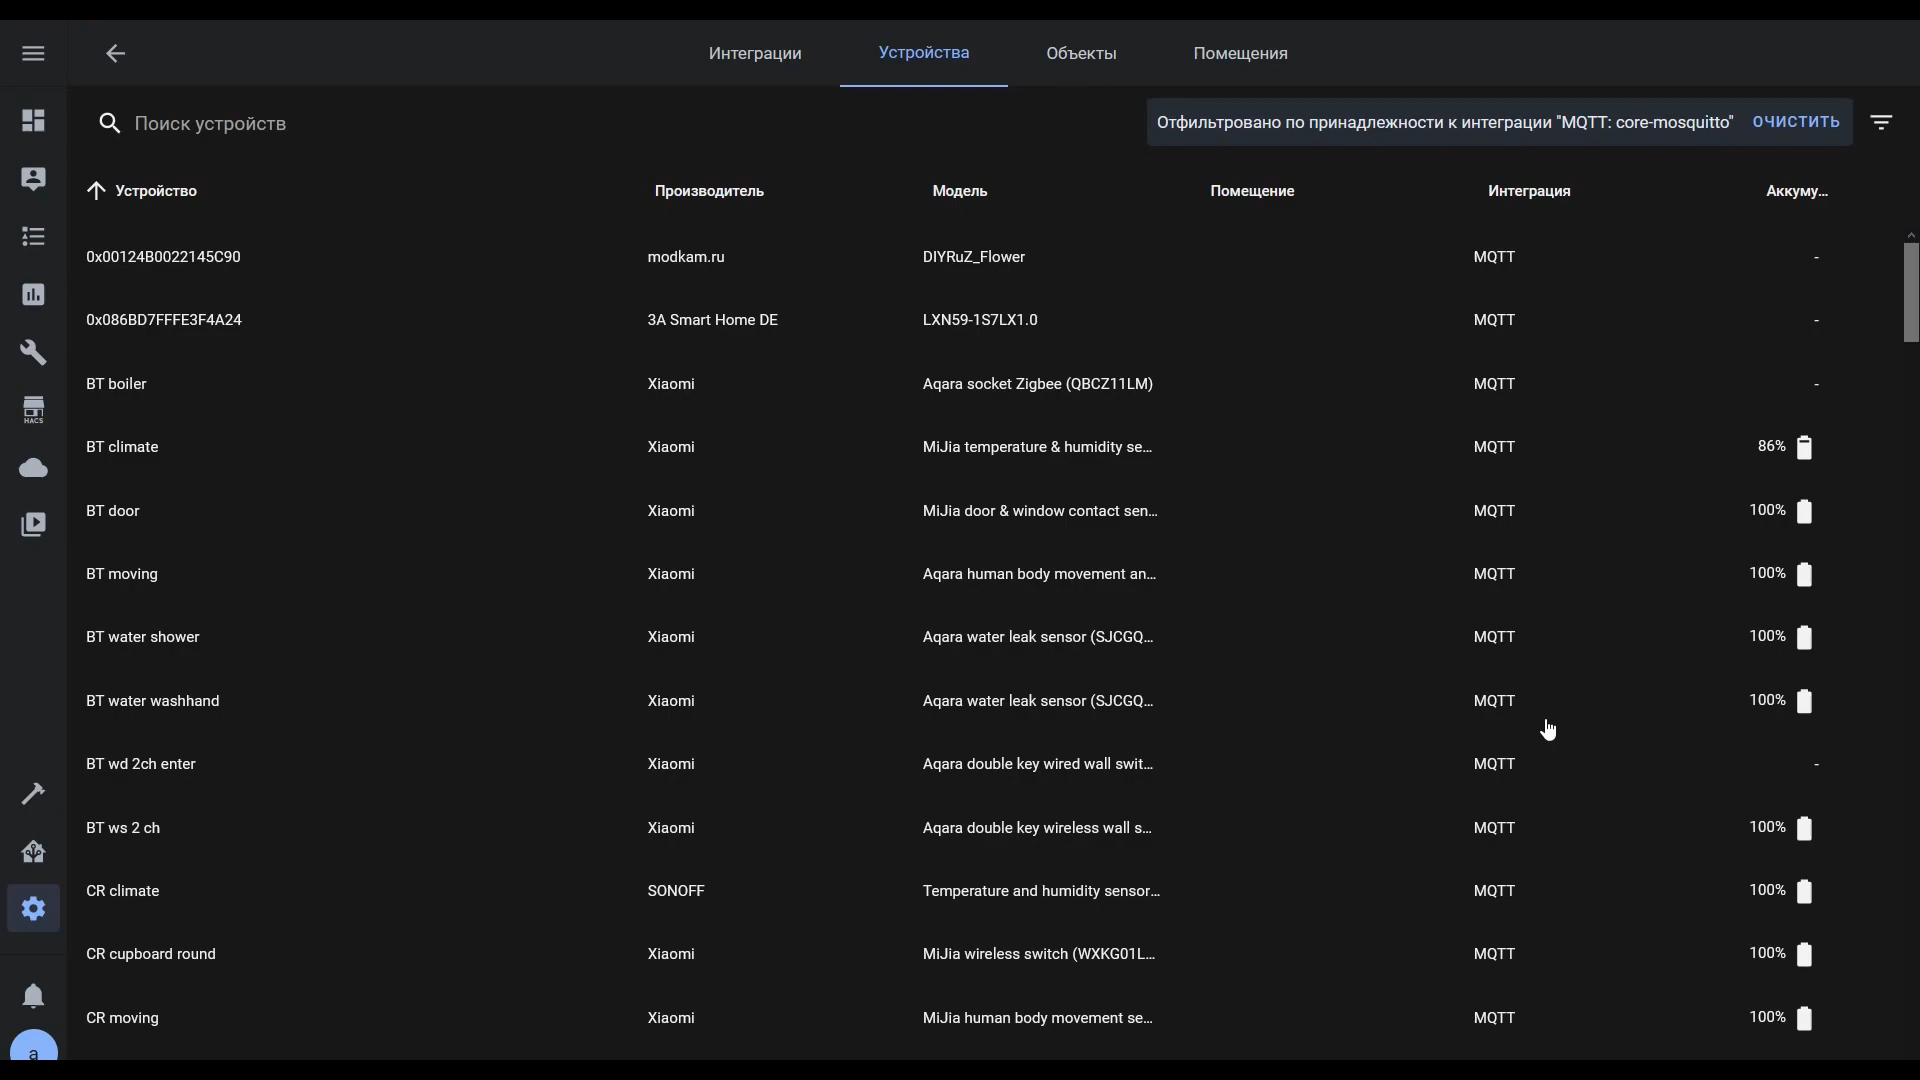 Интеграции Устройства Объекты Помещения
Поиск устройств Отфильтровано по принадлежности к интеграции "MQTT: core-mosquitto" ОЧИСТИТЬ
Устройство Производитель Модель Помещение Интеграция Аккуму...
0x00124B0022145C90 modkam.ru DIYRuZ_Flower MQTT -
0x086BD7FFFE3F4A24 3A Smart Home DE LXN59-1S7LX1.0 MQTT -
BT boiler Xiaomi Aqara socket Zigbee (QBCZ11LM) MQTT -
BT climate Xiaomi MiJia temperature & humidity se... MQTT 86%
BT door Xiaomi MiJia door & window contact sen... MQTT 100%
BT moving Xiaomi Aqara human body movement an... MQTT 100%
BT water shower Xiaomi Aqara water leak sensor (SJCGQ... MQTT 100%
BT water washhand Xiaomi Aqara water leak sensor (SJCGQ... MQTT 100%
BT wd 2ch enter Xiaomi Aqara double key wired wall swit... MQTT -
BT ws 2 ch Xiaomi Aqara double key wireless wall s... MQTT 100%
CR climate SONOFF Temperature and humidity sensor... MQTT 100%
CR cupboard round Xiaomi MiJia wireless switch (WXKG01L... MQTT 100%
CR moving Xiaomi MiJia human body movement se... MQTT 100%
HACS
a